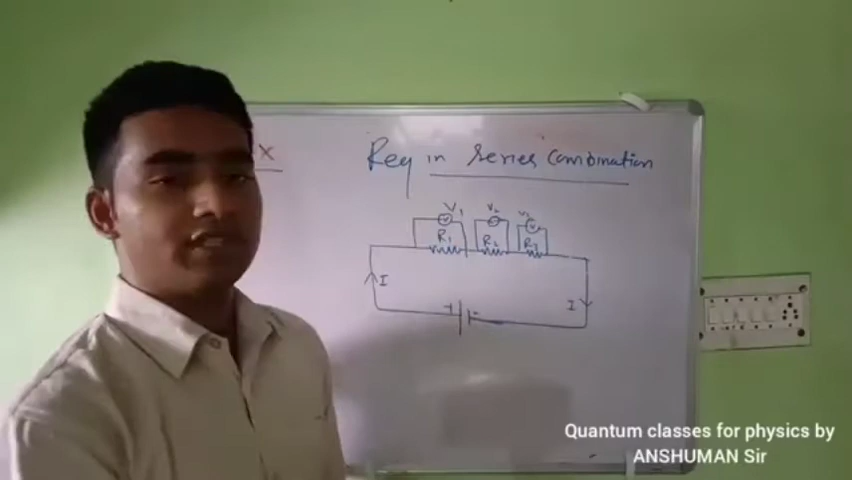 X
Req in series Combination
V1 V2 V3
V V V
R1 R2 R3
I I
+ -
Quantum classes for physics by
ANSHUMAN Sir